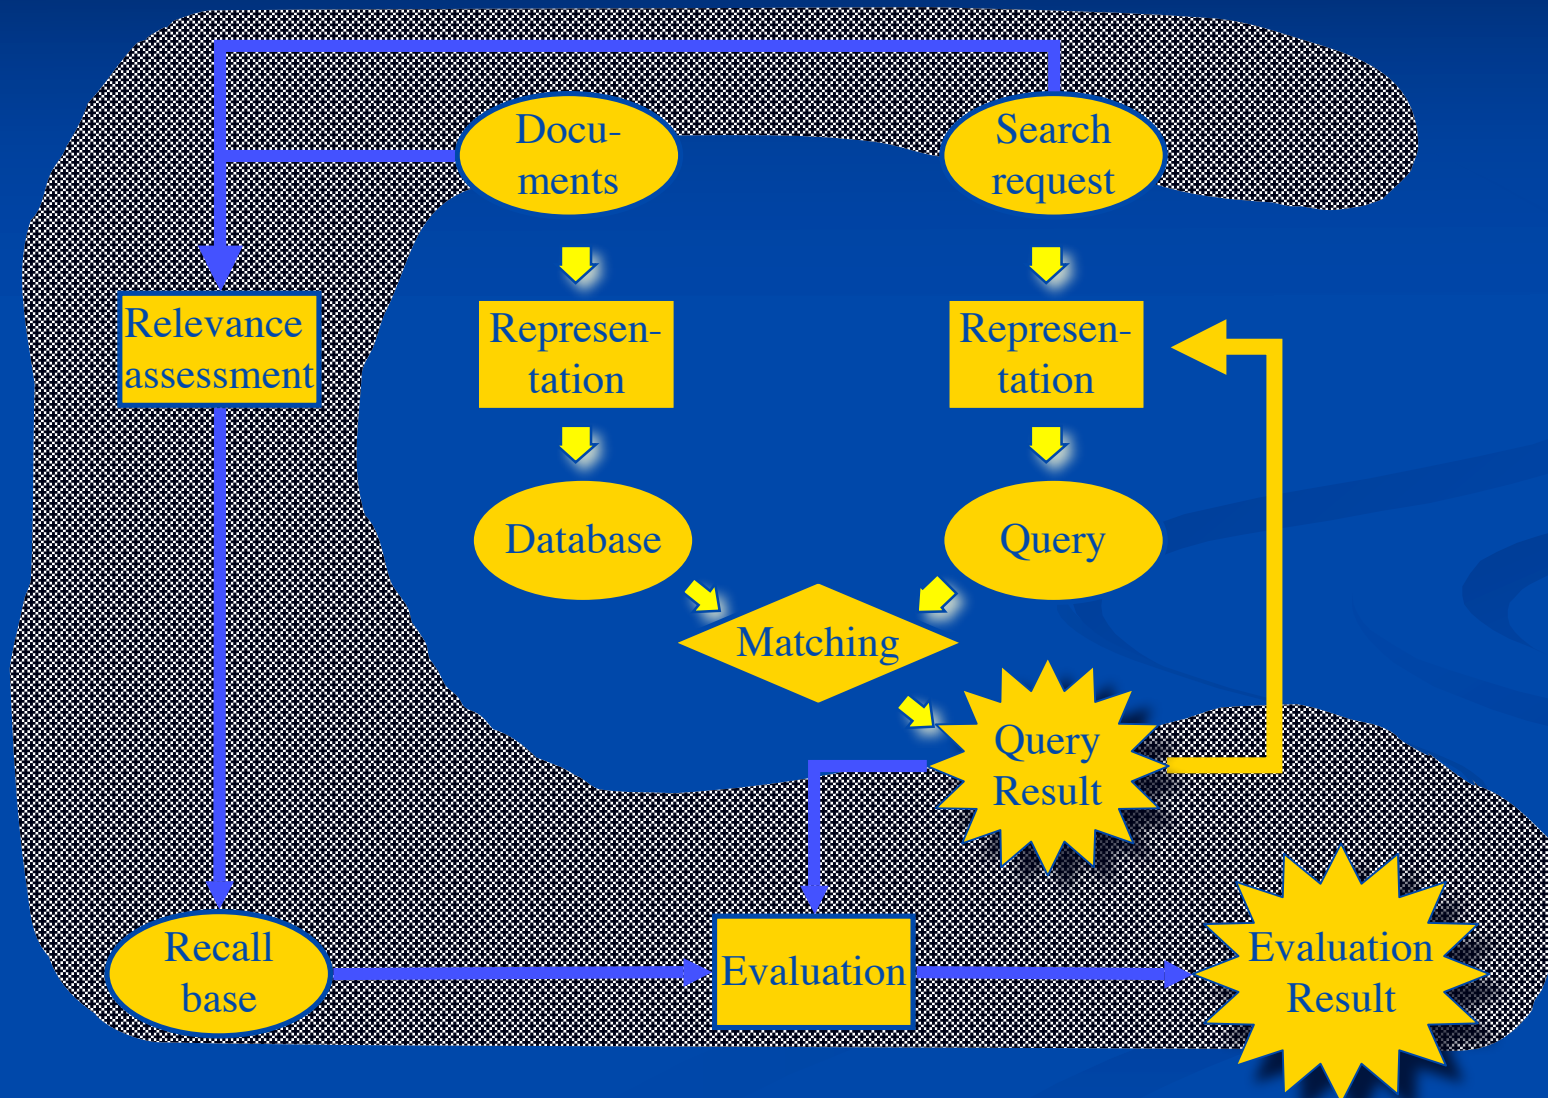 Docu-
ments
Search
request
Relevance
assessment
Represen-
tation
Represen-
tation
Database
Query
Matching
Query
Result
Recall
base
Evaluation
Evaluation
Result